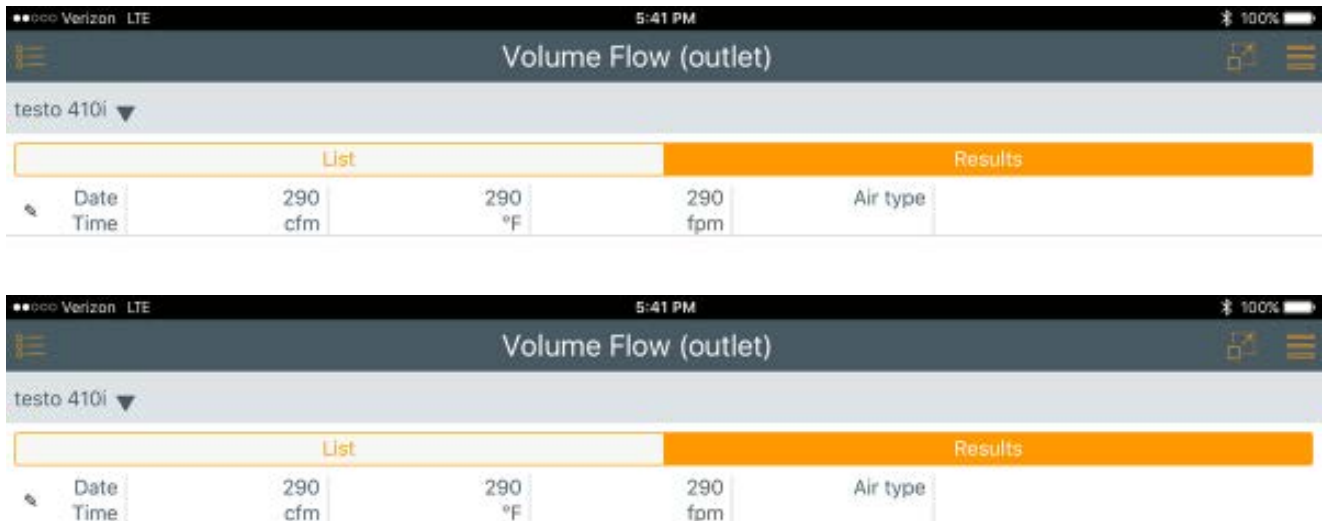 Verizon LTE 5:41 PM 100%
Volume Flow (outlet)
testo 410i
List Results
Date 290 290 290 Air type
Time cfm °F fpm
Verizon LTE 5:41 PM 100%
Volume Flow (outlet)
testo 410i
List Results
Date 290 290 290 Air type
Time cfm °F fpm